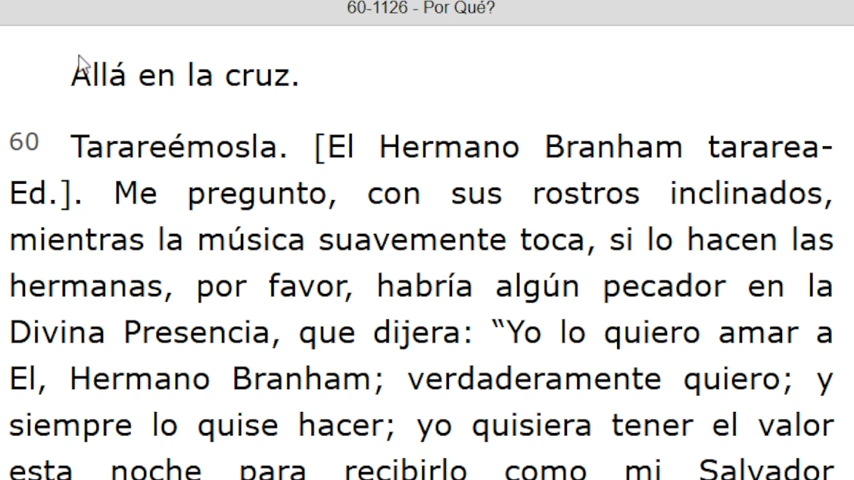 60-1126 - Por Qué?
Allá en la cruz.
60 Tarareémosla. [El Hermano Branham tararea-
Ed.]. Me pregunto, con sus rostros inclinados,
mientras la música suavemente toca, si lo hacen las
hermanas, por favor, habría algún pecador en la
Divina Presencia, que dijera: “Yo lo quiero amar a
El, Hermano Branham; verdaderamente quiero; y
siempre lo quise hacer; yo quisiera tener el valor
esta noche para recibirlo como mi Salvador